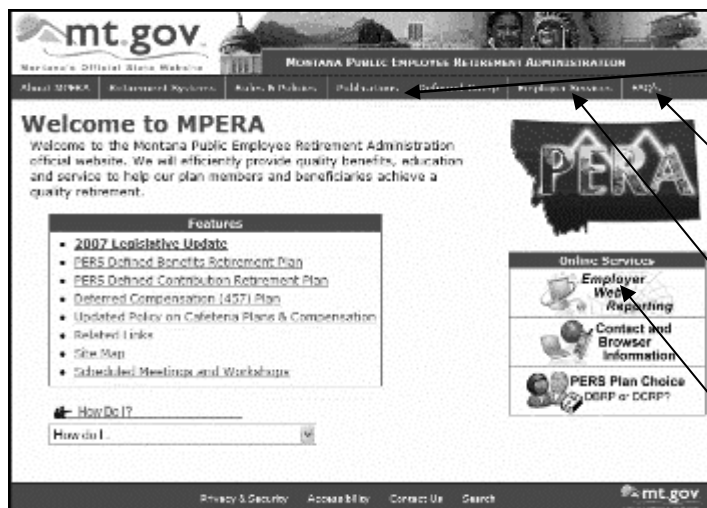 mt.gov
Montana's Official State Website
MONTANA PUBLIC EMPLOYEE RETIREMENT ADMINISTRATION
About MPERA Retirement Systems Rules & Policies Publications Deferred Comp Employer Services FAQs
Welcome to MPERA
Welcome to the Montana Public Employee Retirement Administration
official website. We will efficiently provide quality benefits, education
and service to help our plan members and beneficiaries achieve a
quality retirement.
PERA
Features
2007 Legislative Update
PERS Defined Benefits Retirement Plan
PERS Defined Contribution Retirement Plan
Deferred Compensation (457) Plan
Updated Policy on Cafeteria Plans & Compensation
Related Links
Site Map
Scheduled Meetings and Workshops
How Do I?
How do I...
Online Services
Employer
Web
Reporting
Contact and
Browser
Information
PERS Plan Choice
DBRP or DCRP?
Privacy & Security Accessibility Contact Us Search
mt.gov